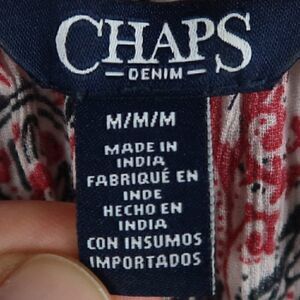 CHAPS
DENIM
M/M/M
MADE IN
INDIA
FABRIQUÉ EN
INDE
HECHO EN
INDIA
CON INSUMOS
IMPORTADOS